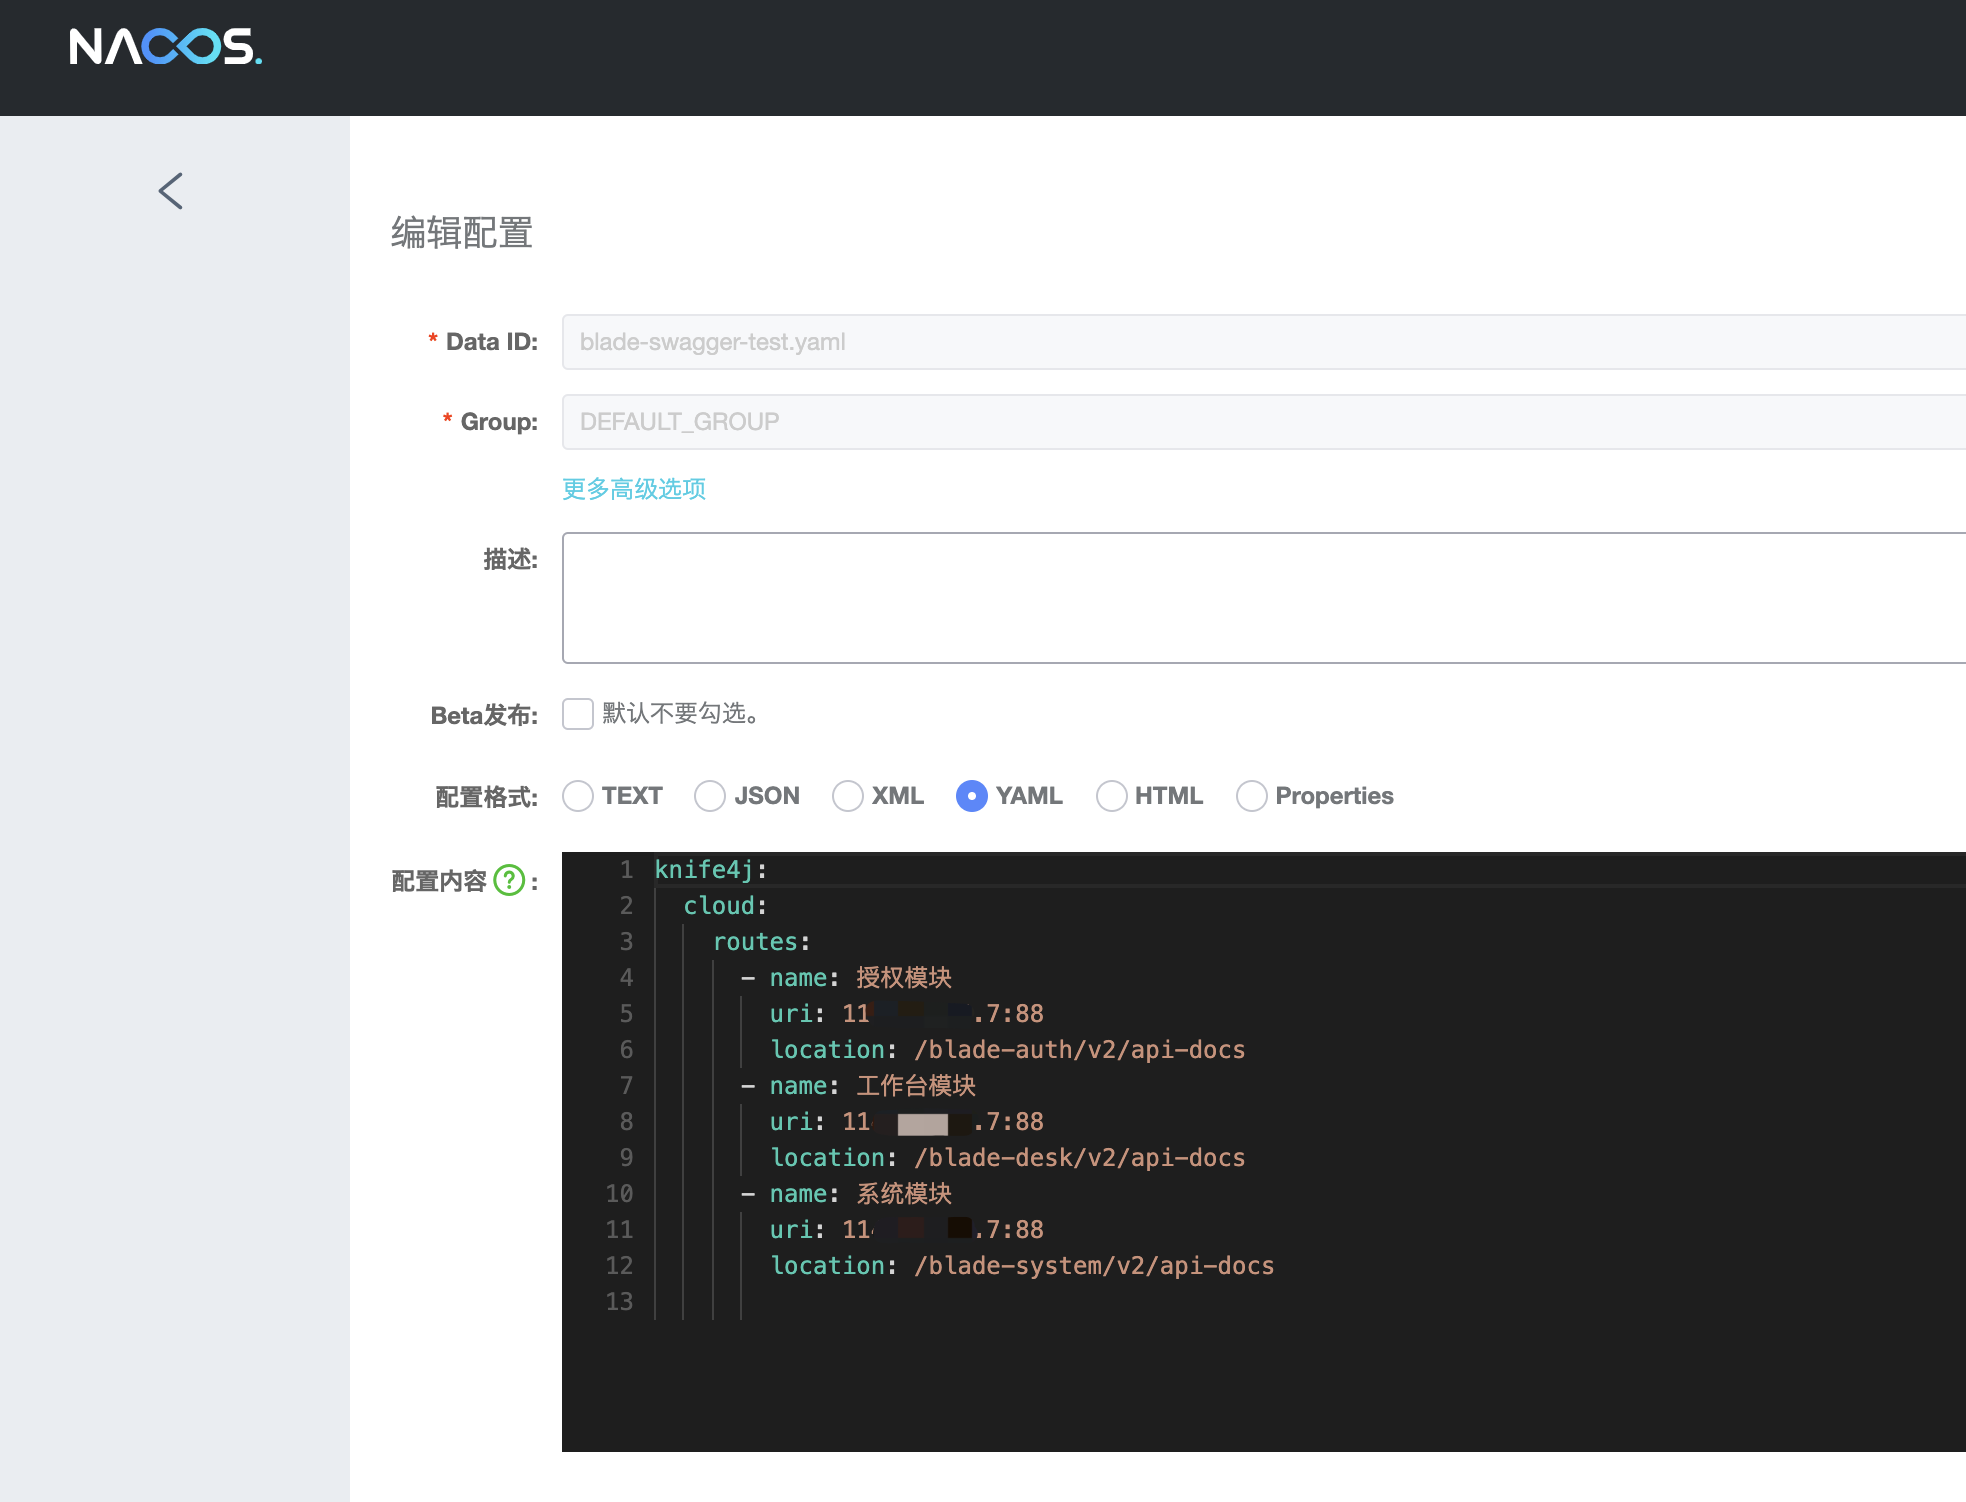 NACOS.
编辑配置
* Data ID: blade-swagger-test.yaml
* Group: DEFAULT_GROUP
更多高级选项
描述:
Beta发布: 默认不要勾选。
配置格式: TEXT JSON XML YAML HTML Properties
配置内容 ? :
1 knife4j:
2 cloud:
3 routes:
4 - name: 授权模块
5 uri: 11 .7:88
6 location: /blade-auth/v2/api-docs
7 - name: 工作台模块
8 uri: 11 .7:88
9 location: /blade-desk/v2/api-docs
10 - name: 系统模块
11 uri: 11 .7:88
12 location: /blade-system/v2/api-docs
13